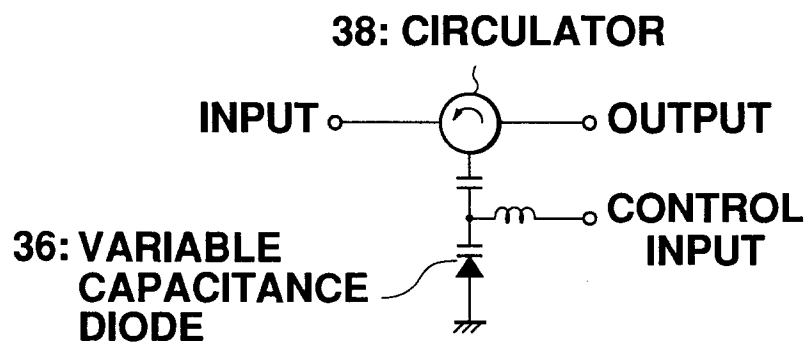 38: CIRCULATOR
INPUT
OUTPUT
CONTROL
INPUT
36: VARIABLE
CAPACITANCE
DIODE